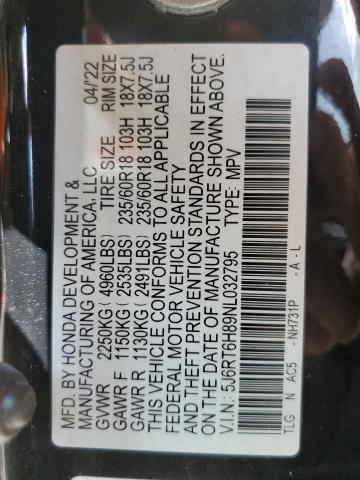 MFD. BY HONDA DEVELOPMENT &
MANUFACTURING OF AMERICA, LLC 04/'22
GVWR 2250KG ( 4960LBS) TIRE SIZE RIM SIZE
GAWR F 1150KG ( 2535LBS) 235/60R18 103H 18X7.5J
GAWR R 1130KG ( 2491LBS) 235/60R18 103H 18X7.5J
THIS VEHICLE CONFORMS TO ALL APPLICABLE
FEDERAL MOTOR VEHICLE SAFETY
AND THEFT PREVENTION STANDARDS IN EFFECT
ON THE DATE OF MANUFACTURE SHOWN ABOVE.
V.I.N.: 5J6RT6H89NL032795 TYPE: MPV
TLG N AC5 - NH731P - A - L